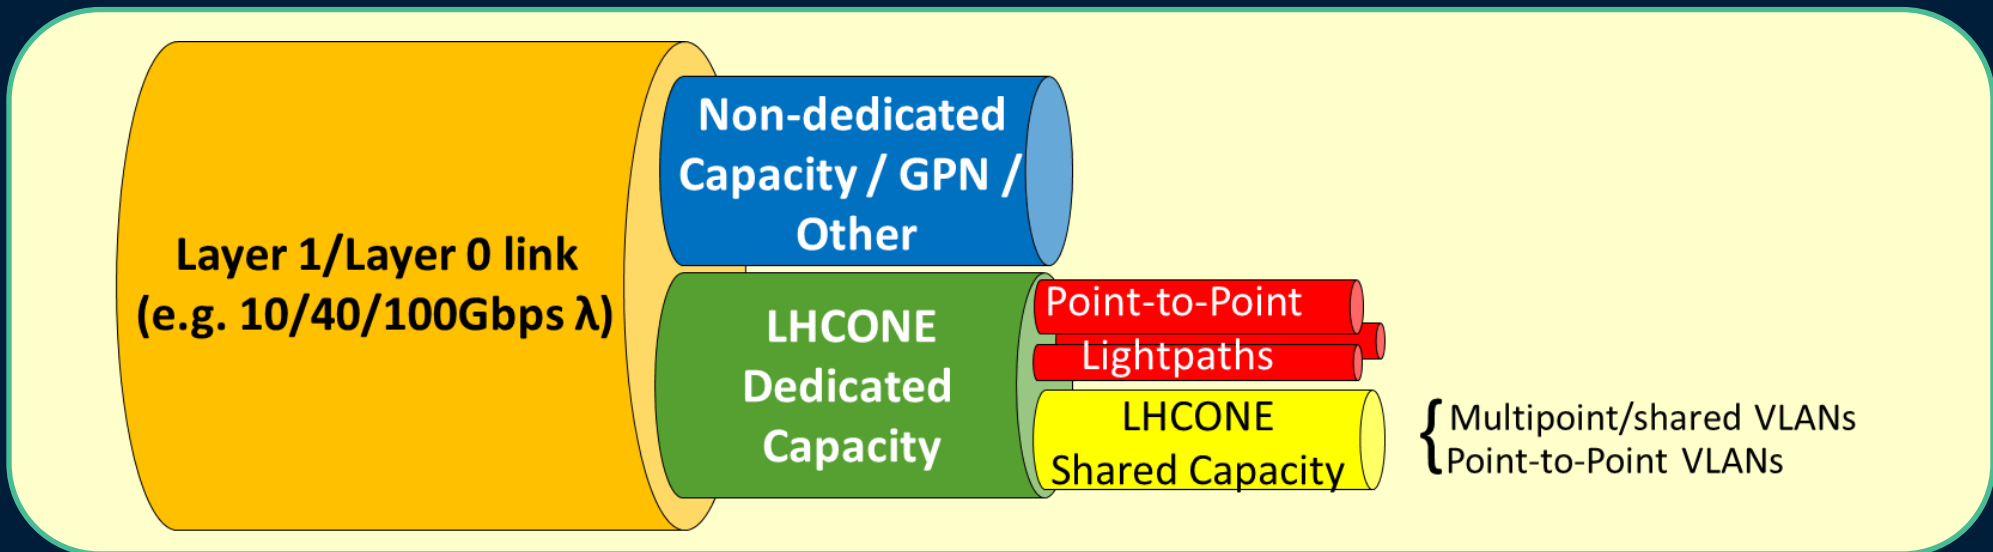 Layer 1/Layer 0 link
(e.g. 10/40/100Gbps λ)
Non-dedicated
Capacity / GPN /
Other
LHCONE
Dedicated
Capacity
Point-to-Point
Lightpaths
LHCONE
Shared Capacity
{ Multipoint/shared VLANs
Point-to-Point VLANs